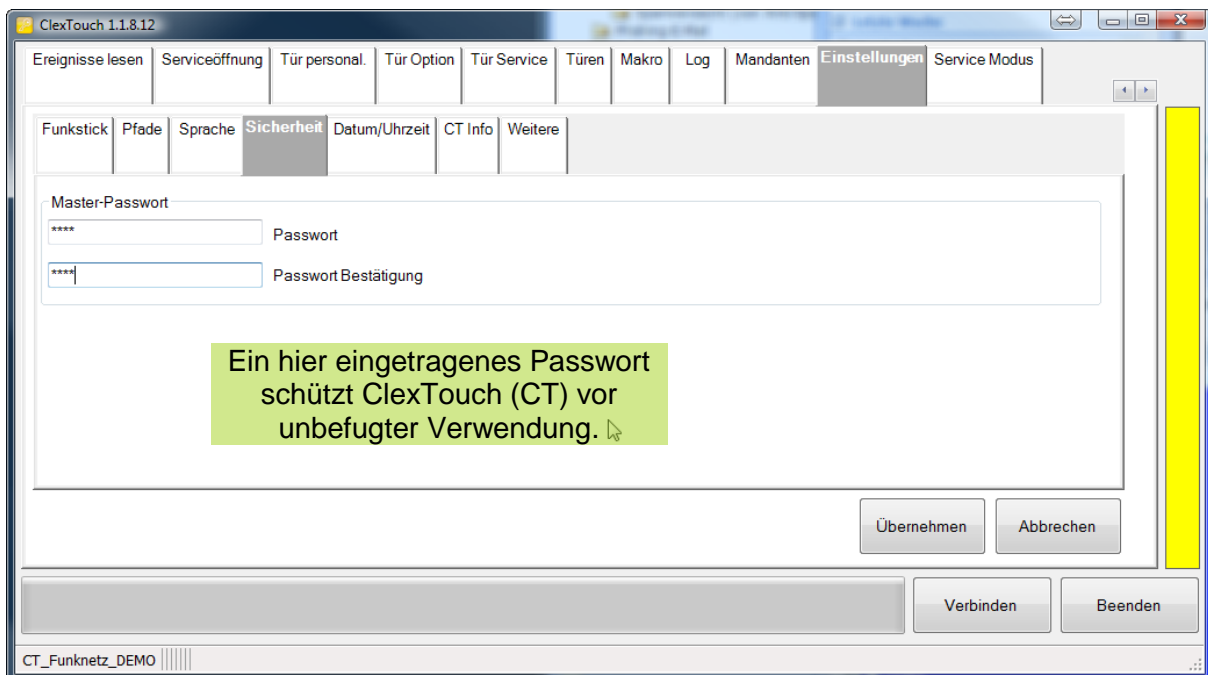 ClexTouch 1.1.8.12
Ereignisse lesen Serviceöffnung Tür personal. Tür Option Tür Service Türen Makro Log Mandanten Einstellungen Service Modus
Funkstick Pfade Sprache Sicherheit Datum/Uhrzeit CT Info Weitere
Master-Passwort
**** Passwort
**** Passwort Bestätigung
Ein hier eingetragenes Passwort
schützt ClexTouch (CT) vor
unbefugter Verwendung.
Übernehmen Abbrechen
Verbinden Beenden
CT_Funknetz_DEMO